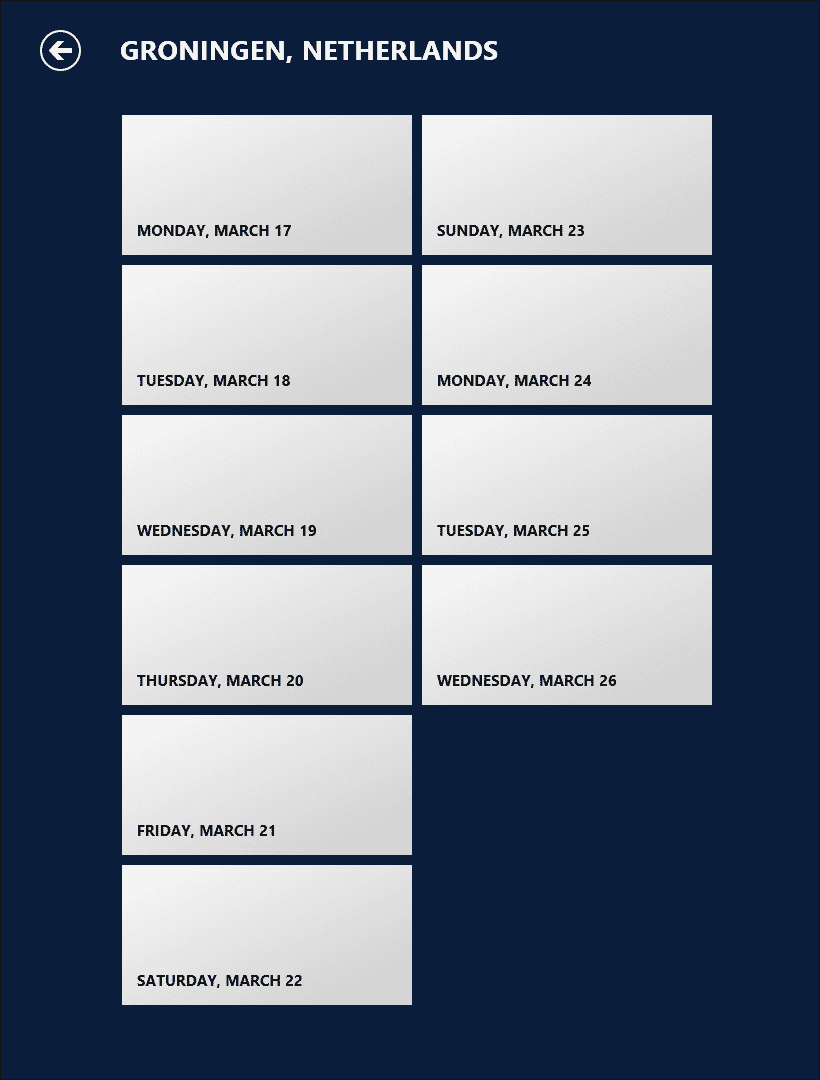 GRONINGEN, NETHERLANDS
MONDAY, MARCH 17
TUESDAY, MARCH 18
WEDNESDAY, MARCH 19
THURSDAY, MARCH 20
FRIDAY, MARCH 21
SATURDAY, MARCH 22
SUNDAY, MARCH 23
MONDAY, MARCH 24
TUESDAY, MARCH 25
WEDNESDAY, MARCH 26